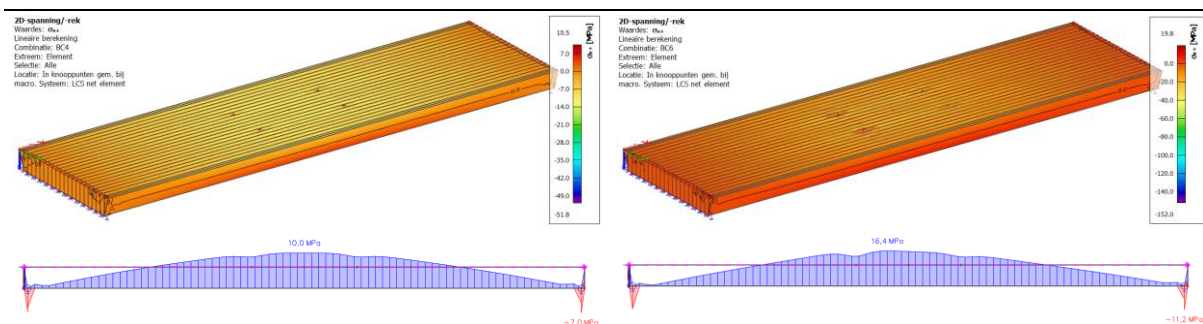 2D-spanning/-rek
Waardes: σₓ₊
Lineaire berekening
Combinatie: BC4
Extreem: Element
Selectie: Alle
Locatie: In knooppunten gem. bij
macro. Systeem: LCS net element
σₓ₊ [MPa]
10.5
7.0
0.0
-7.0
-14.0
-21.0
-28.0
-35.0
-42.0
-49.0
-51.8
10,0 MPa
-7,0 MPa
2D-spanning/-rek
Waardes: σₓ₊
Lineaire berekening
Combinatie: BC6
Extreem: Element
Selectie: Alle
Locatie: In knooppunten gem. bij
macro. Systeem: LCS net element
σₓ₊ [MPa]
19.8
0.0
-20.0
-40.0
-60.0
-80.0
-100.0
-120.0
-140.0
-152.0
16,4 MPa
-11,2 MPa